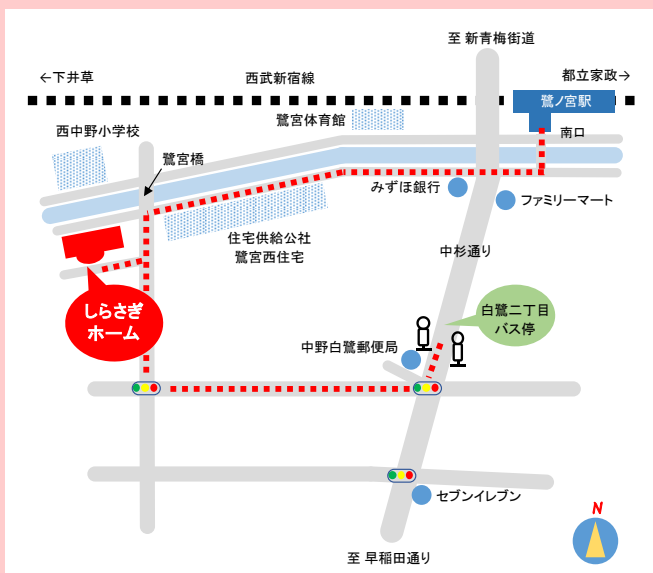 至 新青梅街道
←下井草
西武新宿線
都立家政→
鷺ノ宮駅
鷺宮体育館
南口
西中野小学校
鷺宮橋
みずほ銀行
ファミリーマート
住宅供給公社
鷺宮西住宅
中杉通り
しらさぎ
ホーム
白鷺二丁目
バス停
中野白鷺郵便局
セブンイレブン
N
至 早稲田通り